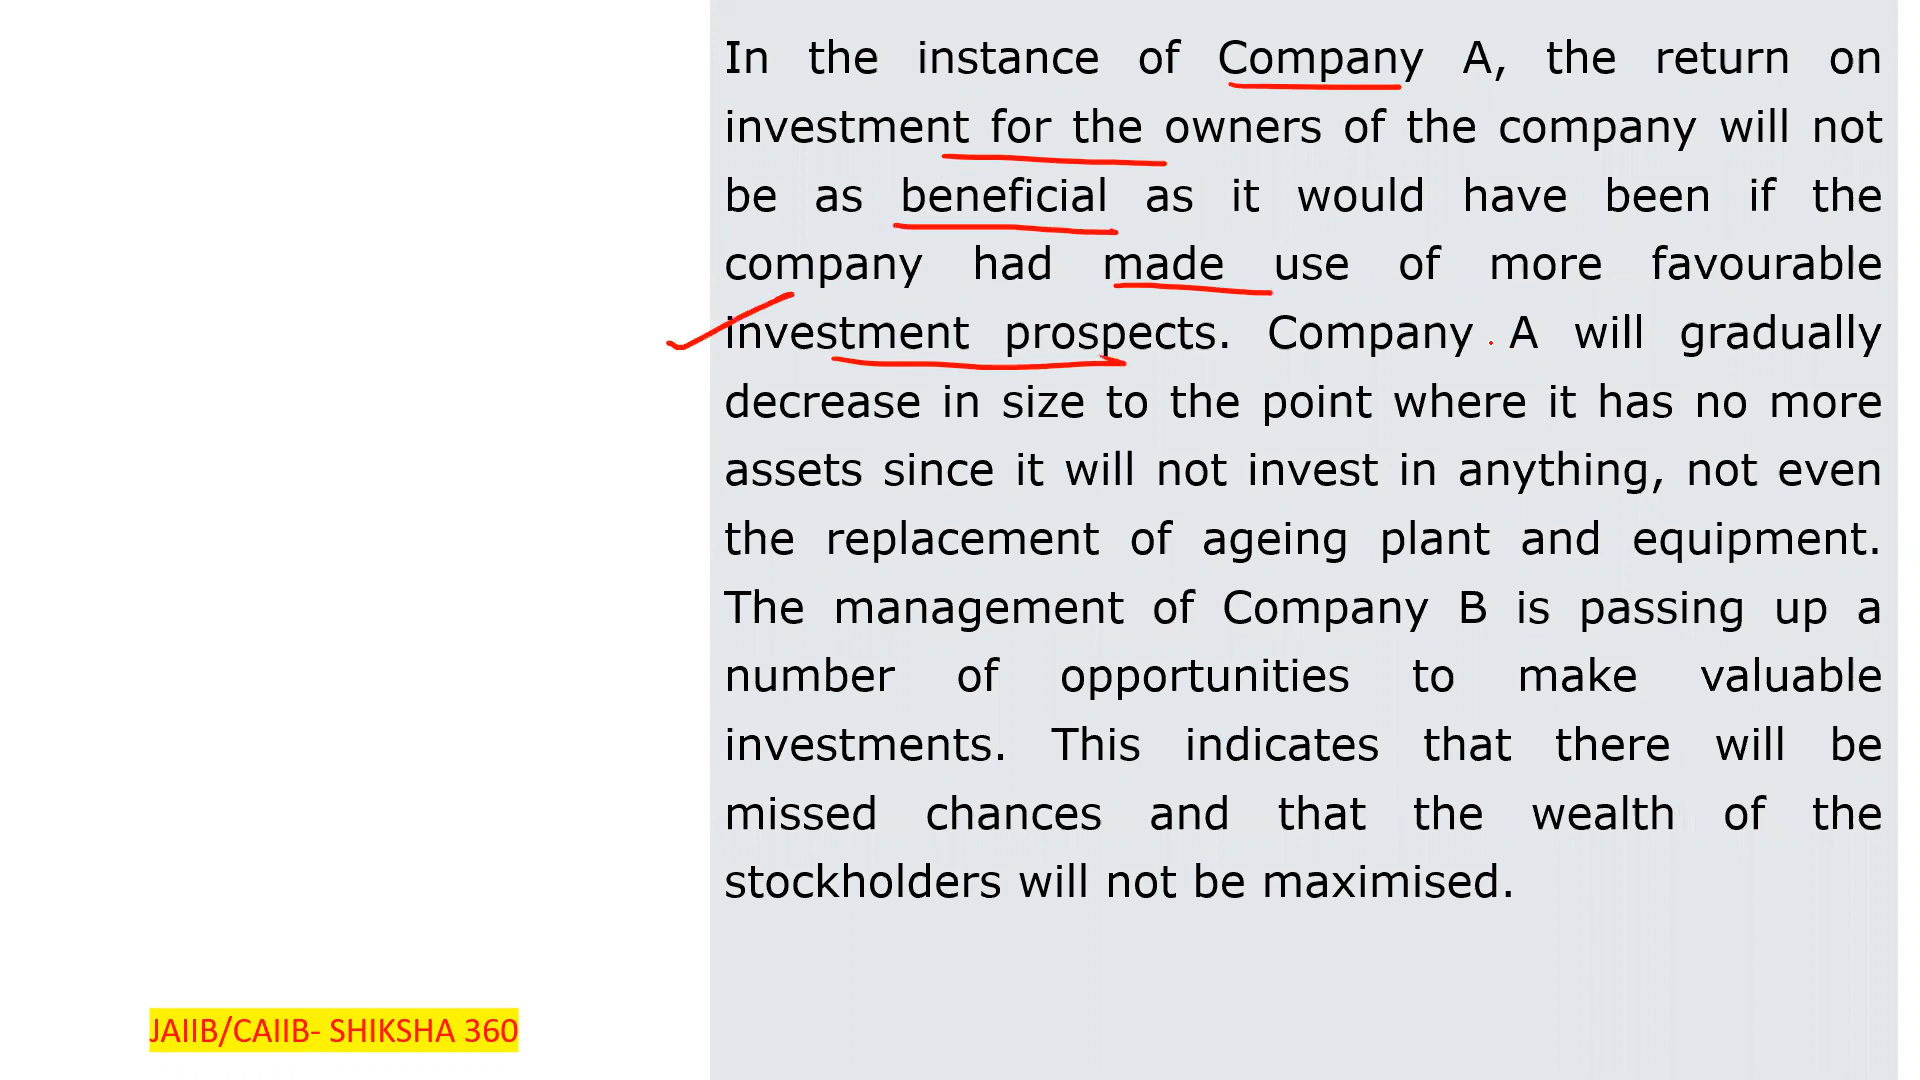 In the instance of Company A, the return on
investment for the owners of the company will not
be as beneficial as it would have been if the
company had made use of more favourable
investment prospects. Company A will gradually
decrease in size to the point where it has no more
assets since it will not invest in anything, not even
the replacement of ageing plant and equipment.
The management of Company B is passing up a
number of opportunities to make valuable
investments. This indicates that there will be
missed chances and that the wealth of the
stockholders will not be maximised.
JAIIB/CAIIB- SHIKSHA 360